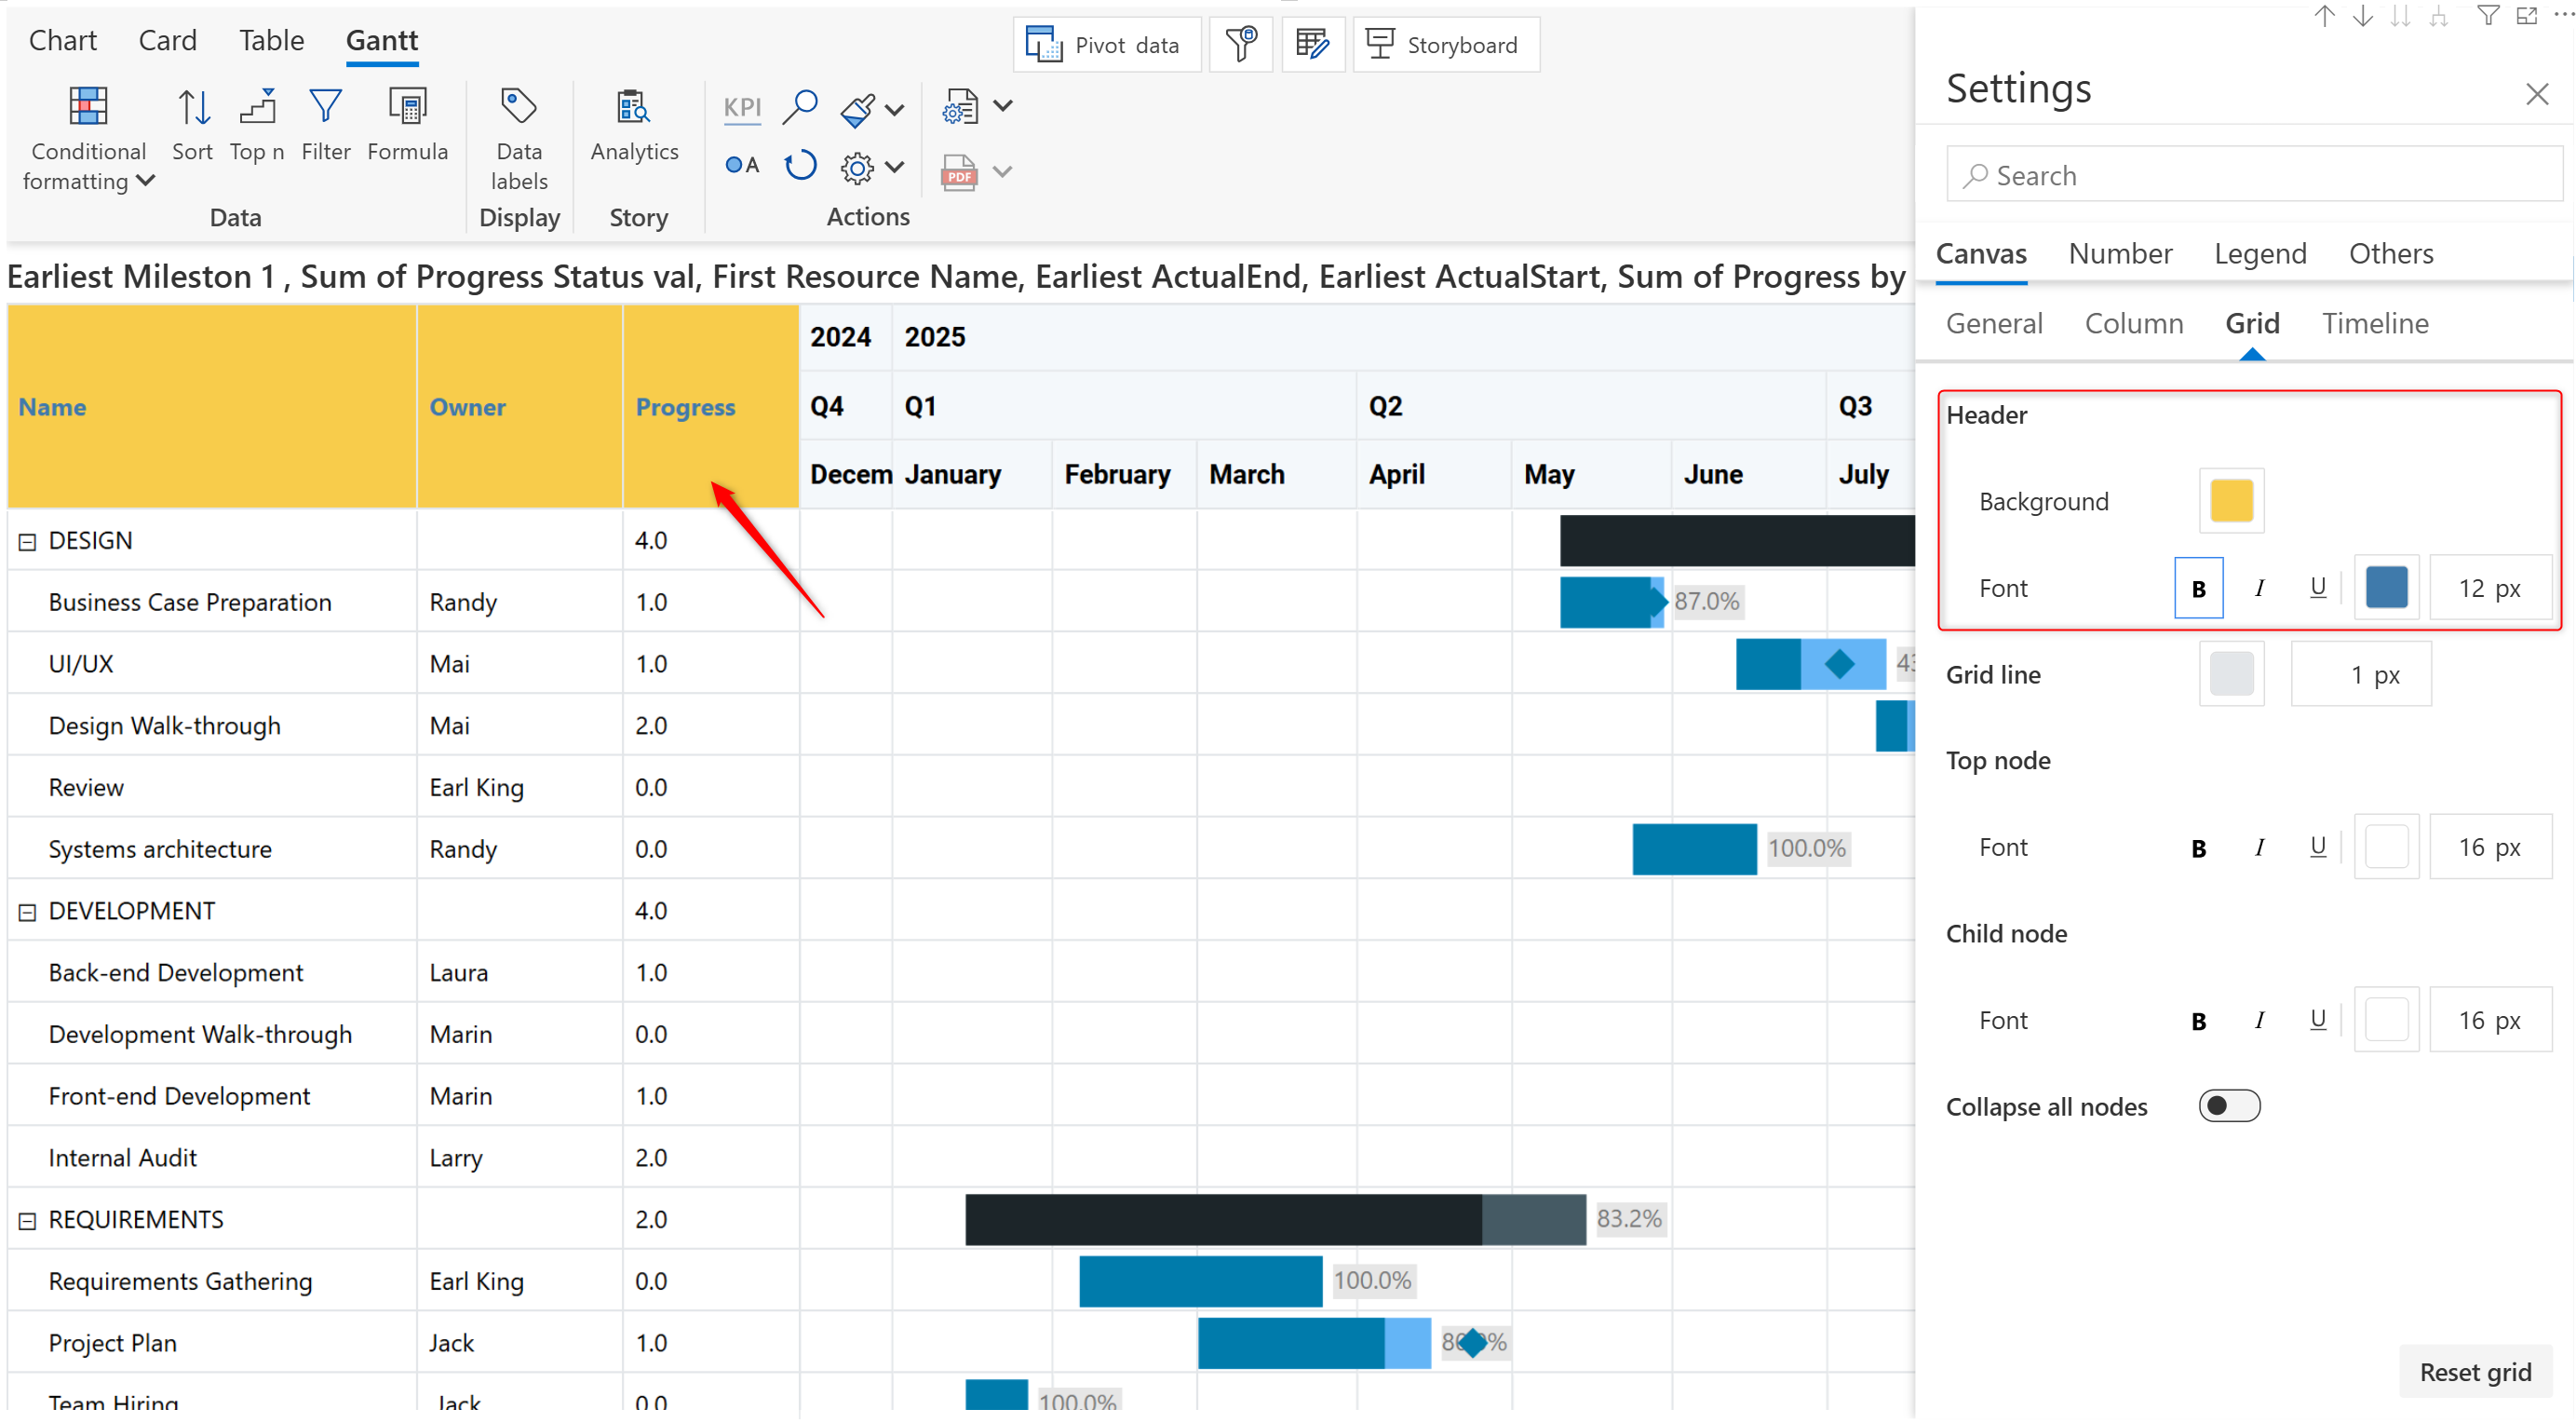 Chart Card Table Gantt
Pivot data
Storyboard
Conditional formatting
Sort
Top n
Filter
Formula
Data labels
Analytics
KPI
A
PDF
Data
Display
Story
Actions
Earliest Mileston 1 , Sum of Progress Status val, First Resource Name, Earliest ActualEnd, Earliest ActualStart, Sum of Progress by
Name Owner Progress
2024 2025
Q4 Q1 Q2 Q3
Decem January February March April May June July
DESIGN 4.0
Business Case Preparation Randy 1.0 87.0%
UI/UX Mai 1.0 43
Design Walk-through Mai 2.0
Review Earl King 0.0
Systems architecture Randy 0.0 100.0%
DEVELOPMENT 4.0
Back-end Development Laura 1.0
Development Walk-through Marin 0.0
Front-end Development Marin 1.0
Internal Audit Larry 2.0
REQUIREMENTS 2.0 83.2%
Requirements Gathering Earl King 0.0 100.0%
Project Plan Jack 1.0
Team Hiring Jack 0.0 100.0%
Settings
Search
Canvas Number Legend Others
General Column Grid Timeline
Header
Background
Font B I U 12 px
Grid line 1 px
Top node
Font B I U 16 px
Child node
Font B I U 16 px
Collapse all nodes
Reset grid